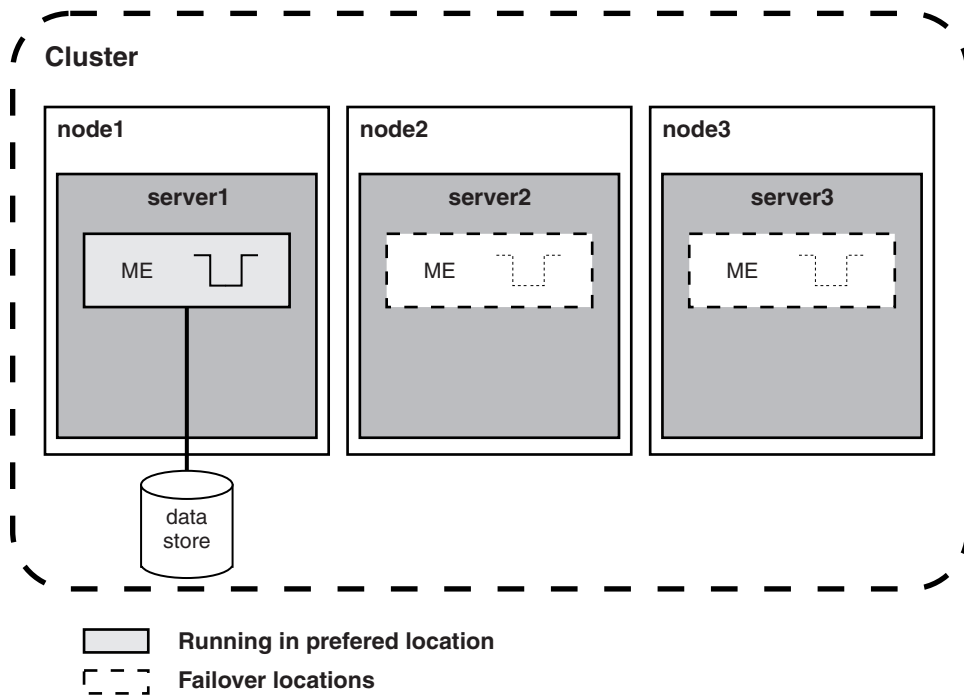 Cluster
node1
node2
node3
server1
server2
server3
ME
ME
ME
data
store
Running in prefered location
Failover locations